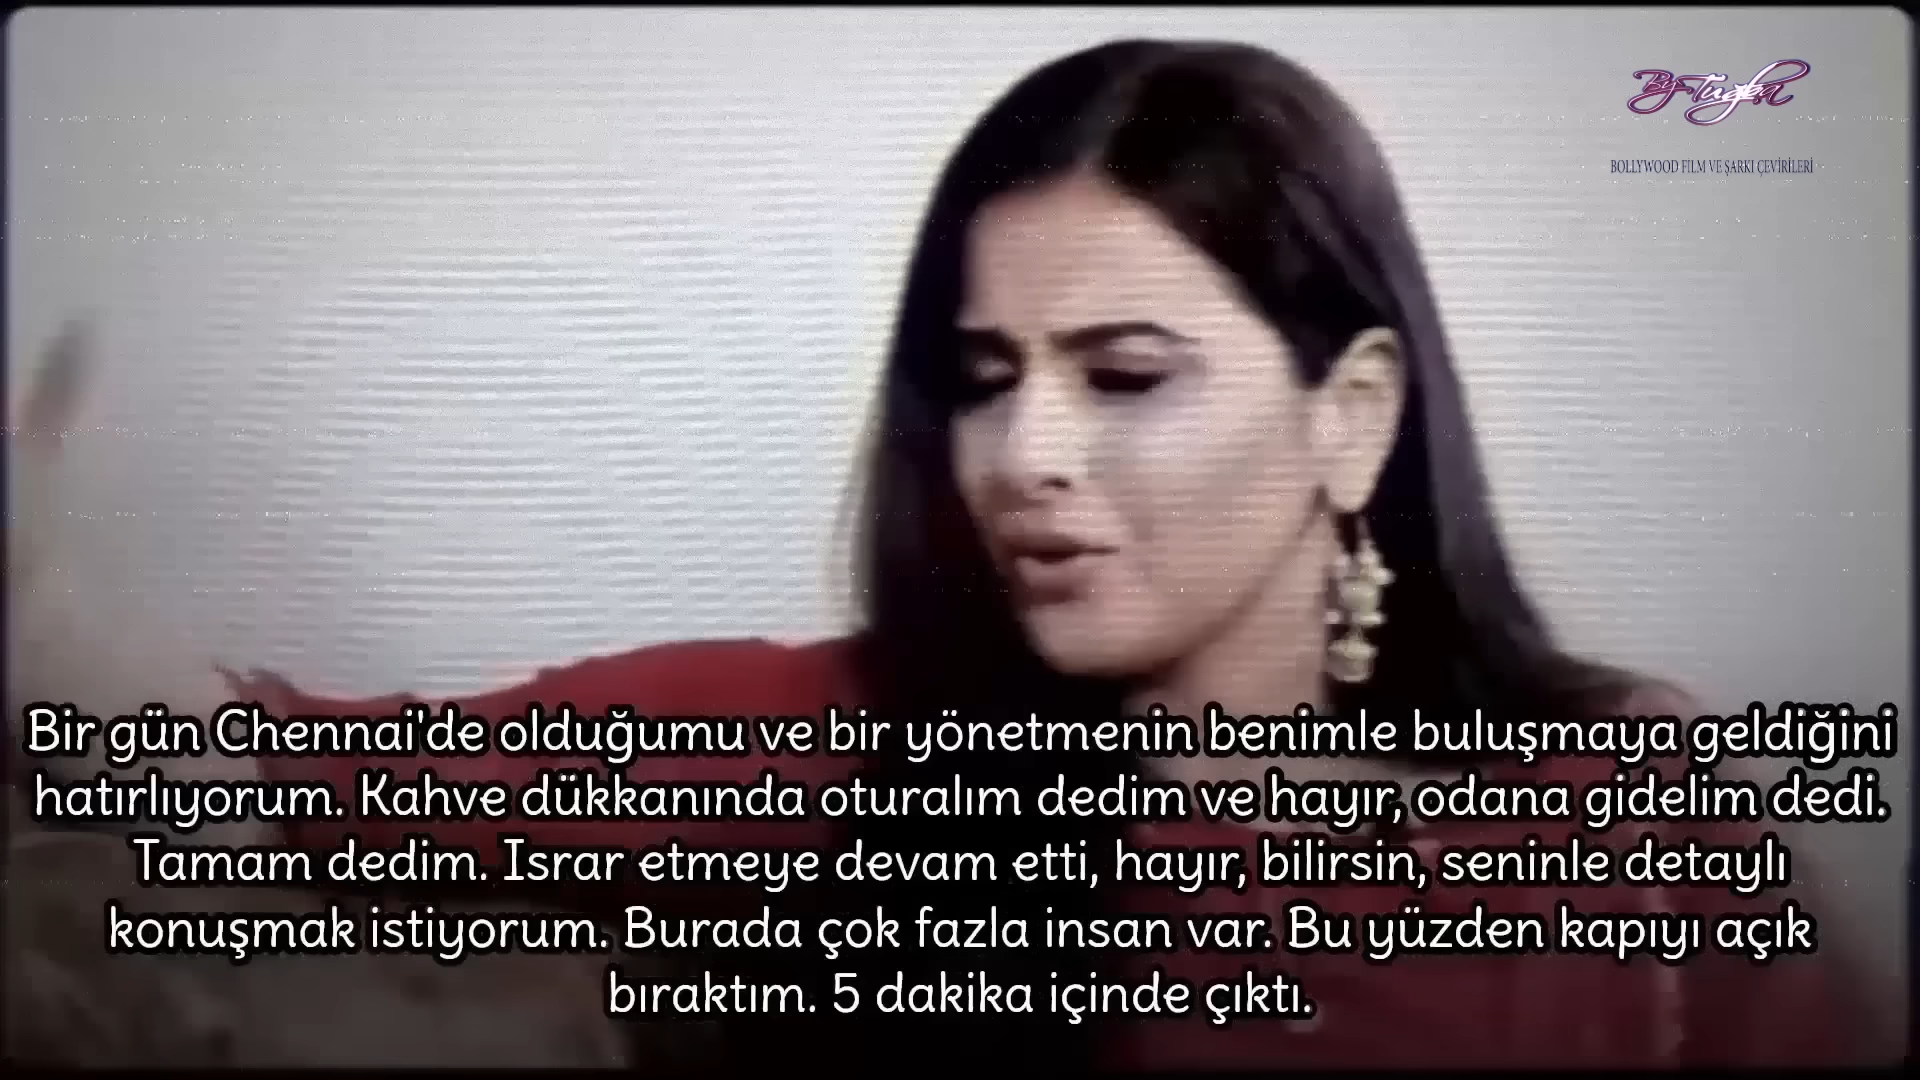 By Tugba
BOLLYWOOD FILM VE ŞARKI ÇEVİRİLERİ
Bir gün Chennai'de olduğumu ve bir yönetmenin benimle buluşmaya geldiğini
hatırlıyorum. Kahve dükkanında oturalım dedim ve hayır, odana gidelim dedi.
Tamam dedim. Israr etmeye devam etti, hayır, bilirsin, seninle detaylı
konuşmak istiyorum. Burada çok fazla insan var. Bu yüzden kapıyı açık
bıraktım. 5 dakika içinde çıktı.